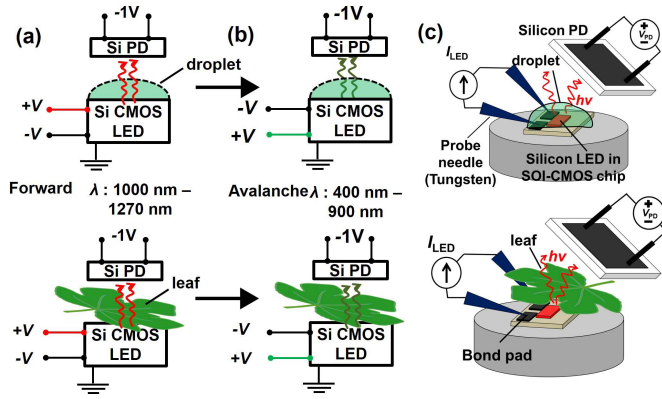 (a)
-1V
Si PD
droplet
+V
-V
Si CMOS
LED
Forward
λ : 1000 nm –
1270 nm
-1V
Si PD
leaf
+V
-V
Si CMOS
LED
(b)
-1V
Si PD
-V
+V
Si CMOS
LED
Avalanche
λ : 400 nm –
900 nm
-1V
Si PD
-V
+V
Si CMOS
LED
(c)
Silicon PD
+
V_PD
–
I_LED
droplet
hv
Probe
needle
(Tungsten)
Silicon LED in
SOI-CMOS chip
+
V_PD
–
I_LED
leaf
hv
Bond pad